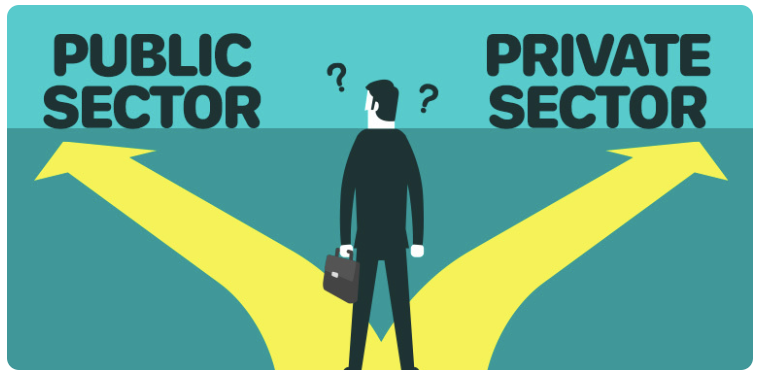 PUBLIC
SECTOR
?
?
PRIVATE
SECTOR